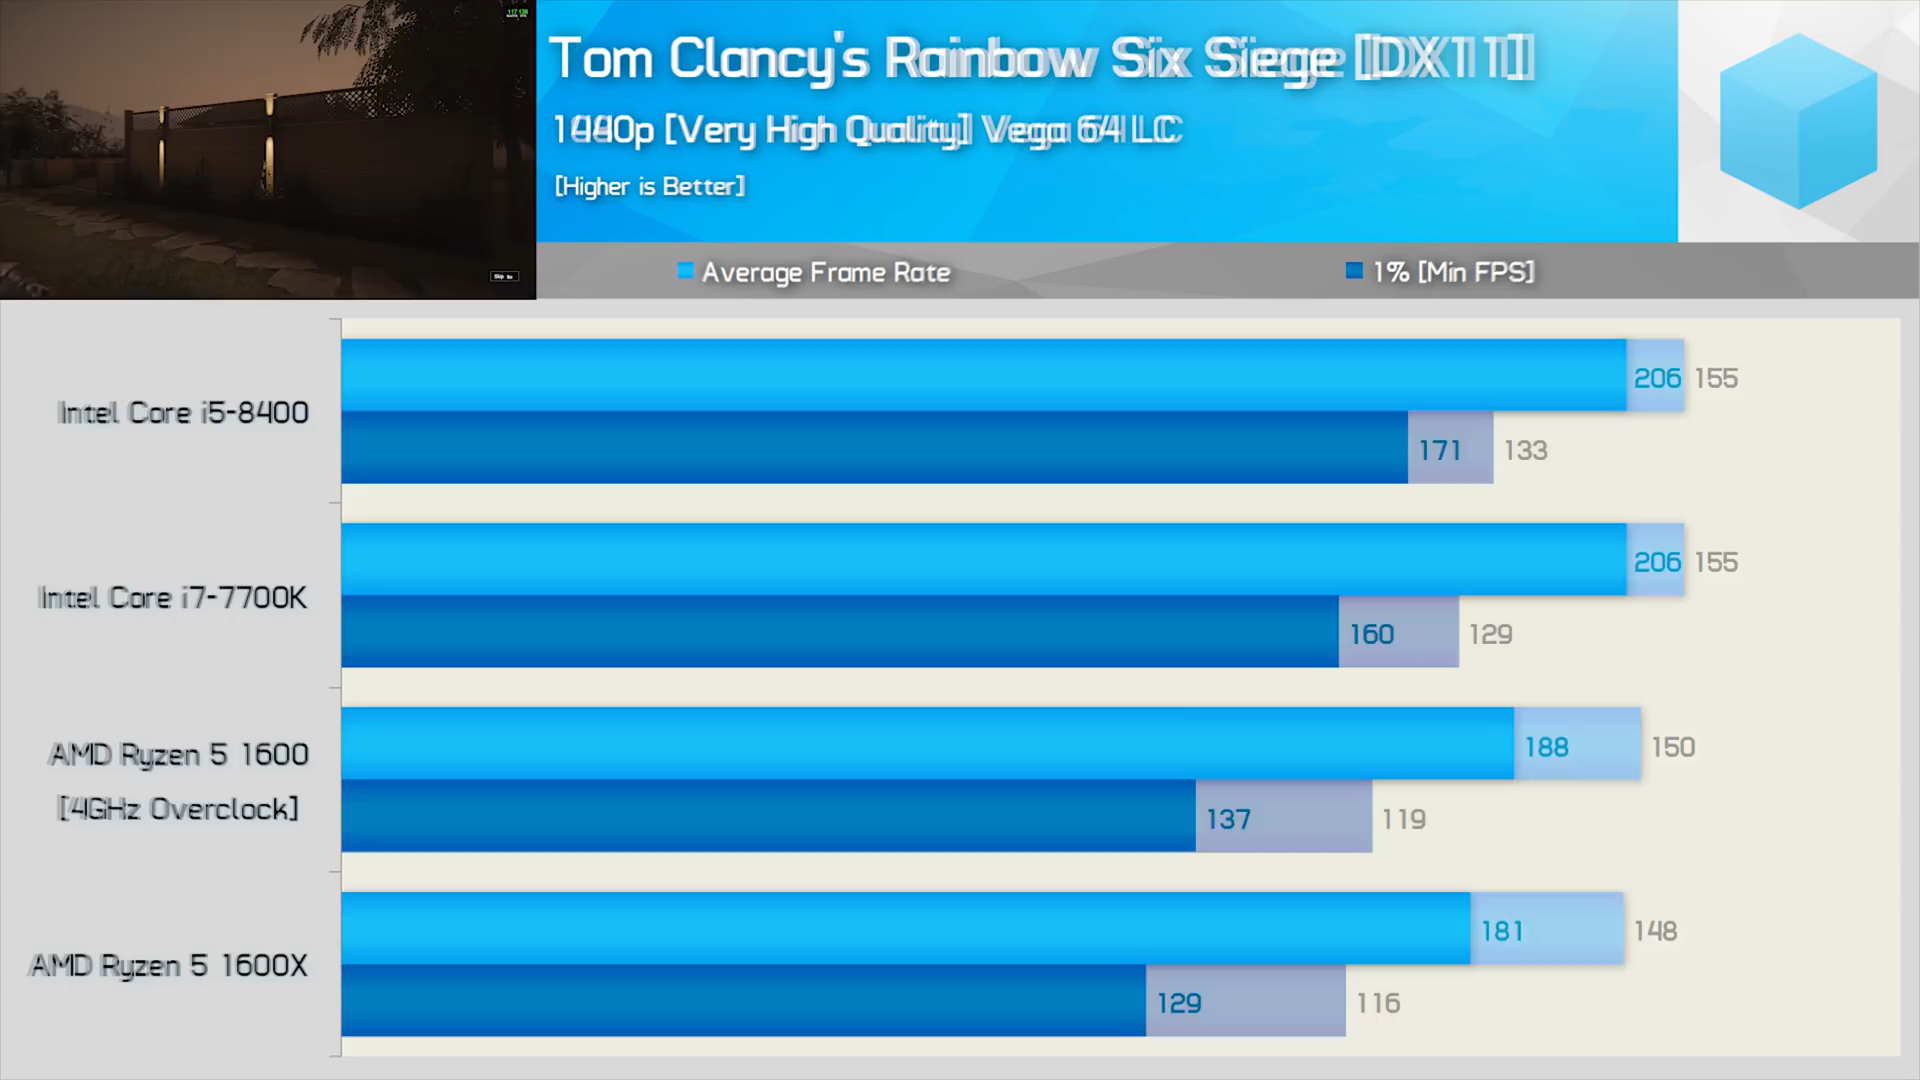 Tom Clancy's Rainbow Six Siege [DX11]
1440p [Very High Quality] Vega 64 LC
[Higher is Better]
Average Frame Rate
1% [Min FPS]
Intel Core i5-8400
206 155
171 133
Intel Core i7-7700K
206 155
160 129
AMD Ryzen 5 1600
[4GHz Overclock]
188 150
137 119
AMD Ryzen 5 1600X
181 148
129 116